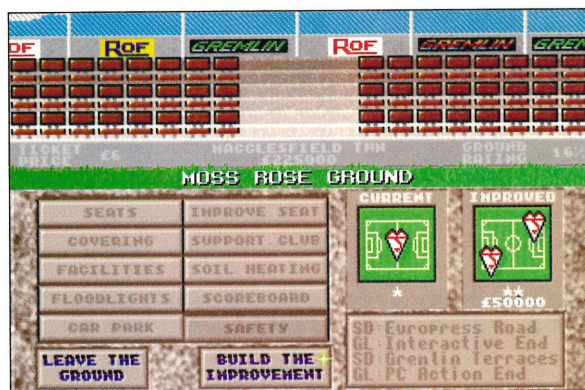 ROF ROF GREMLIN ROF GREMLIN GREM
TICKET PRICE £6
MACCLESFIELD TWN
GROUND RATING
MOSS ROSE GROUND
SEATS IMPROVE SEAT
COVERING SUPPORT CLUB
FACILITIES SOIL HEATING
FLOODLIGHTS SCOREBOARD
CAR PARK SAFETY
LEAVE THE GROUND
BUILD THE IMPROVEMENT
CURRENT IMPROVED
* **
£50000
SD:Europress Road
GL:Interactive End
SD:Gremlin Terraces
GL:PC Action End